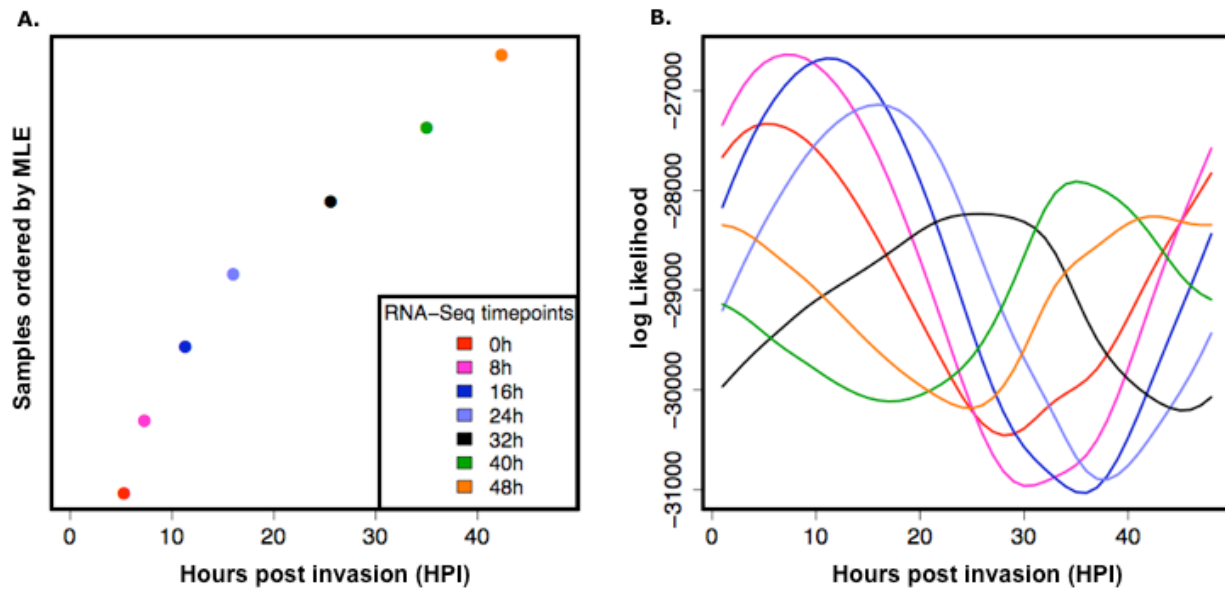 A.
Samples ordered by MLE
RNA-Seq timepoints
0h
8h
16h
24h
32h
40h
48h
0 10 20 30 40
Hours post invasion (HPI)
B.
log Likelihood
-27000
-28000
-29000
-30000
-31000
0 10 20 30 40
Hours post invasion (HPI)